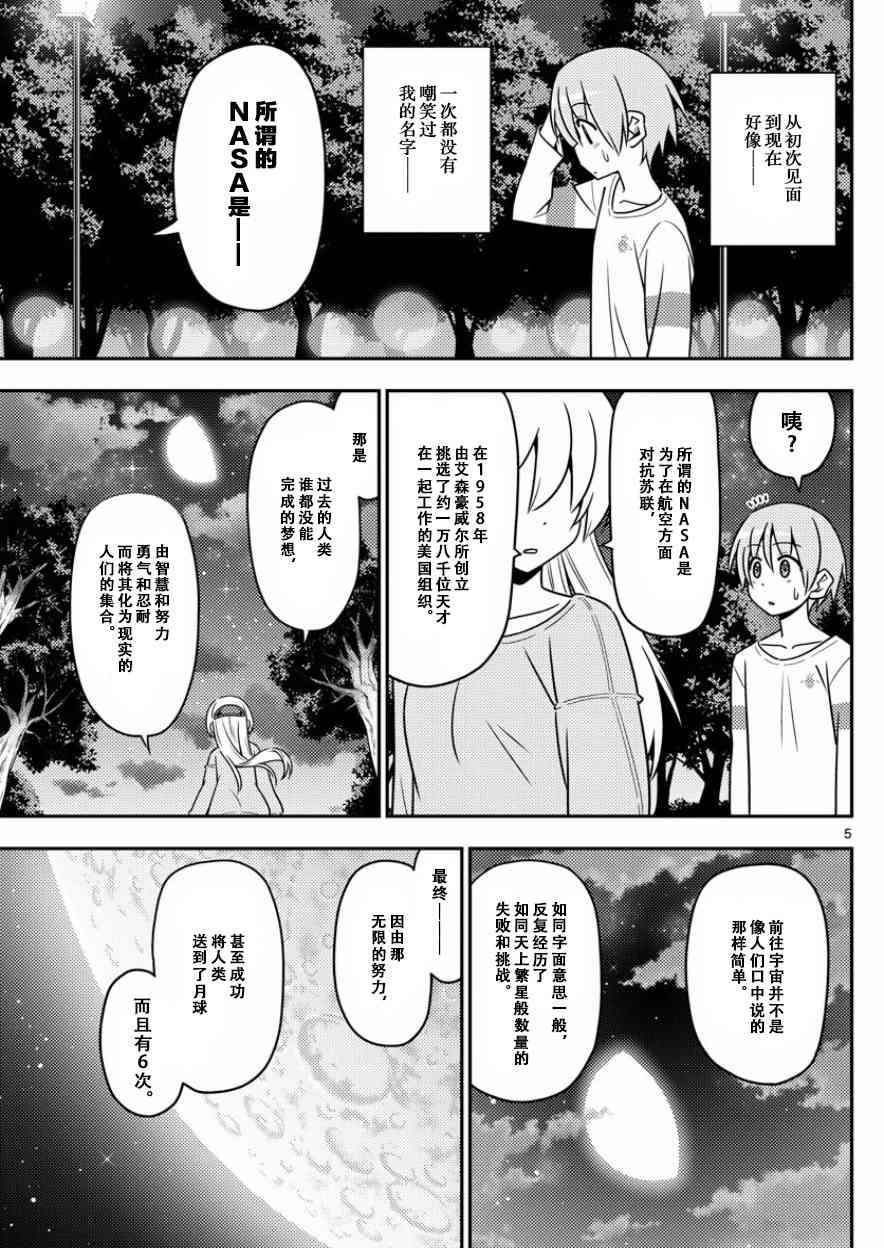 从初次见面
到现在
好像——
一次都没有
嘲笑过
我的名字——
所谓的
NASA是——
咦?
所谓的NASA是
为了在航空方面
对抗苏联,
在1958年
由艾森豪威尔所创立
挑选了约一万八千位天才
在一起工作的美国组织。
那是
过去的人类
谁都没能
完成的梦想,
由智慧和努力
勇气和忍耐
而将其化为现实的
人们的集合。
5
前往宇宙并不是
像人们口中说的
那样简单。
如同字面意思一般,
反复经历了
如同天上繁星般数量的
失败和挑战。
最终——
因由那
无限的努力,
甚至成功
将人类
送到了月球
而且有6次。